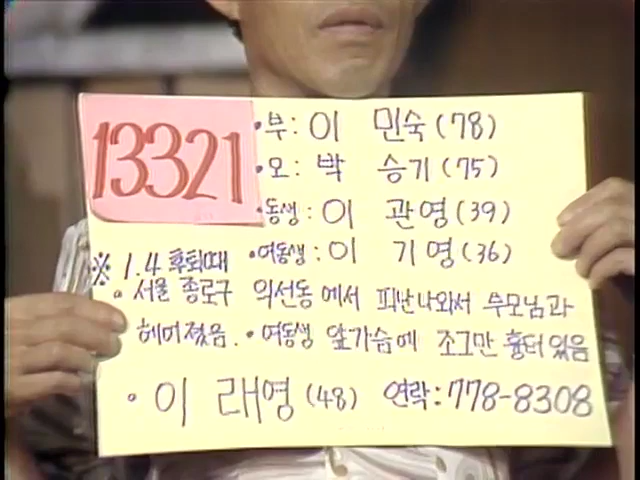 13321
• 부: 이 민숙(78)
• 모: 박 승기(75)
• 동생: 이 관영(39)
• 여동생: 이 기영(36)
※ 1.4 후퇴때
• 서울 종로구 익선동에서 피난나와서 부모님과
헤어졌음. • 여동생 앞가슴에 조그만 흉터있음
• 이 래영(48) 연락: 778-8308